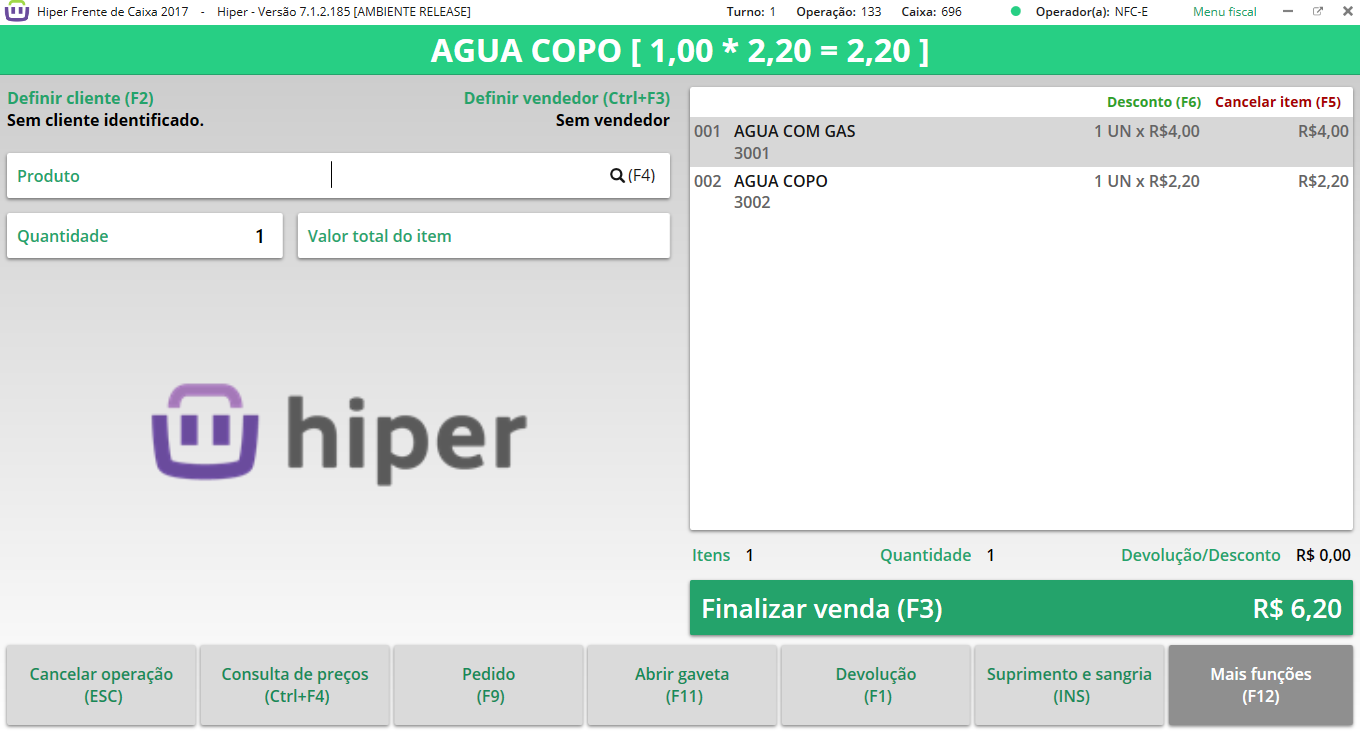 Hiper Frente de Caixa 2017 - Hiper - Versão 7.1.2.185 [AMBIENTE RELEASE] Turno: 1 Operação: 133 Caixa: 696 Operador(a): NFC-E Menu fiscal
AGUA COPO [ 1,00 * 2,20 = 2,20 ]
Definir cliente (F2) Definir vendedor (Ctrl+F3)
Sem cliente identificado. Sem vendedor
Produto (F4)
Quantidade 1 Valor total do item
hiper
Desconto (F6) Cancelar item (F5)
001 AGUA COM GAS 1 UN x R$4,00 R$4,00
3001
002 AGUA COPO 1 UN x R$2,20 R$2,20
3002
Itens 1 Quantidade 1 Devolução/Desconto R$ 0,00
Finalizar venda (F3) R$ 6,20
Cancelar operação
(ESC)
Consulta de preços
(Ctrl+F4)
Pedido
(F9)
Abrir gaveta
(F11)
Devolução
(F1)
Suprimento e sangria
(INS)
Mais funções
(F12)